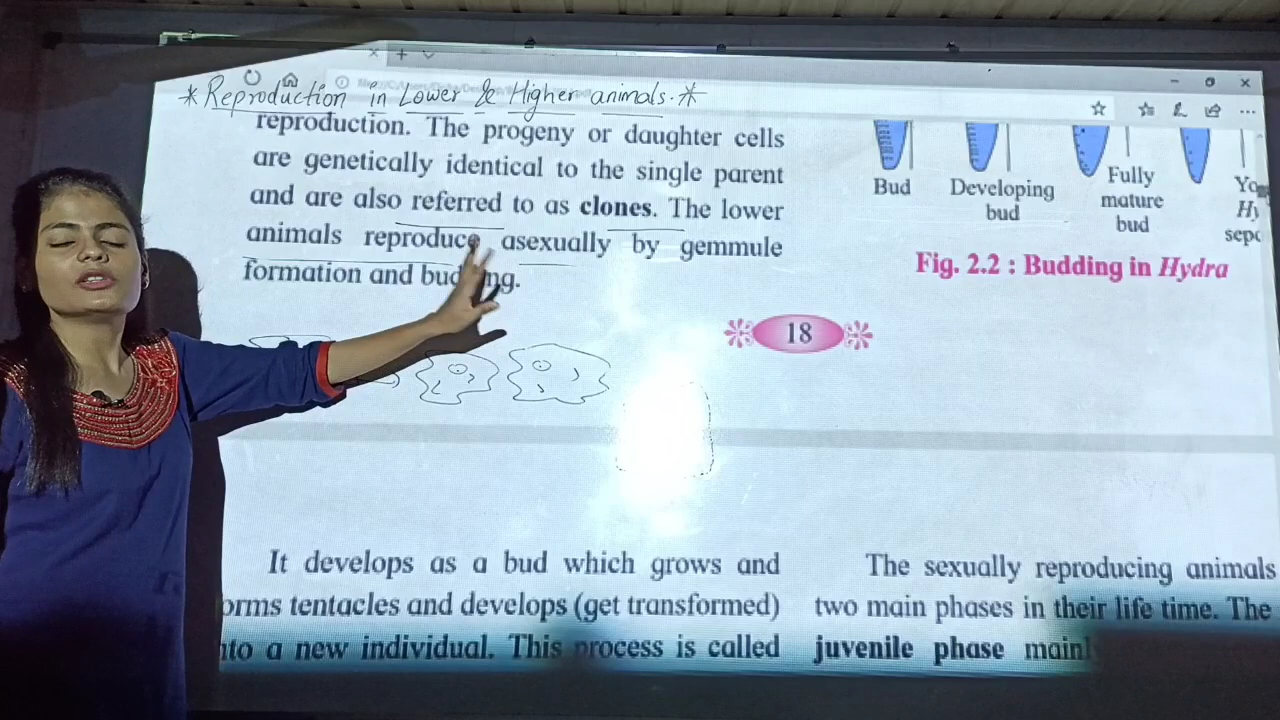 *Reproduction in Lower & Higher animals.*
reproduction. The progeny or daughter cells
are genetically identical to the single parent
and are also referred to as clones. The lower
animals reproduce asexually by gemmule
formation and budding.
Bud
Developing
bud
Fully
mature
bud
Fig. 2.2 : Budding in Hydra
18
It develops as a bud which grows and
tentacles and develops (get transformed)
a new individual. This process is called
The sexually reproducing animals
two main phases in their life time. The
juvenile phase